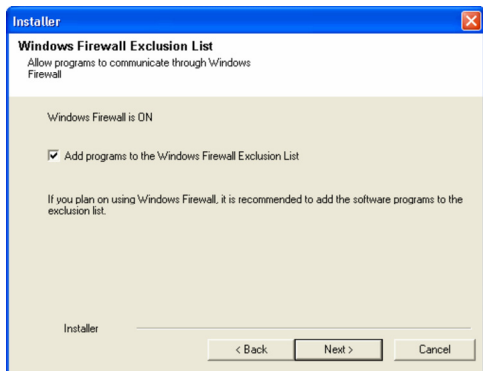 Installer
Windows Firewall Exclusion List
Allow programs to communicate through Windows
Firewall
Windows Firewall is ON
Add programs to the Windows Firewall Exclusion List
If you plan on using Windows Firewall, it is recommended to add the software programs to the
exclusion list.
Installer
< Back
Next >
Cancel